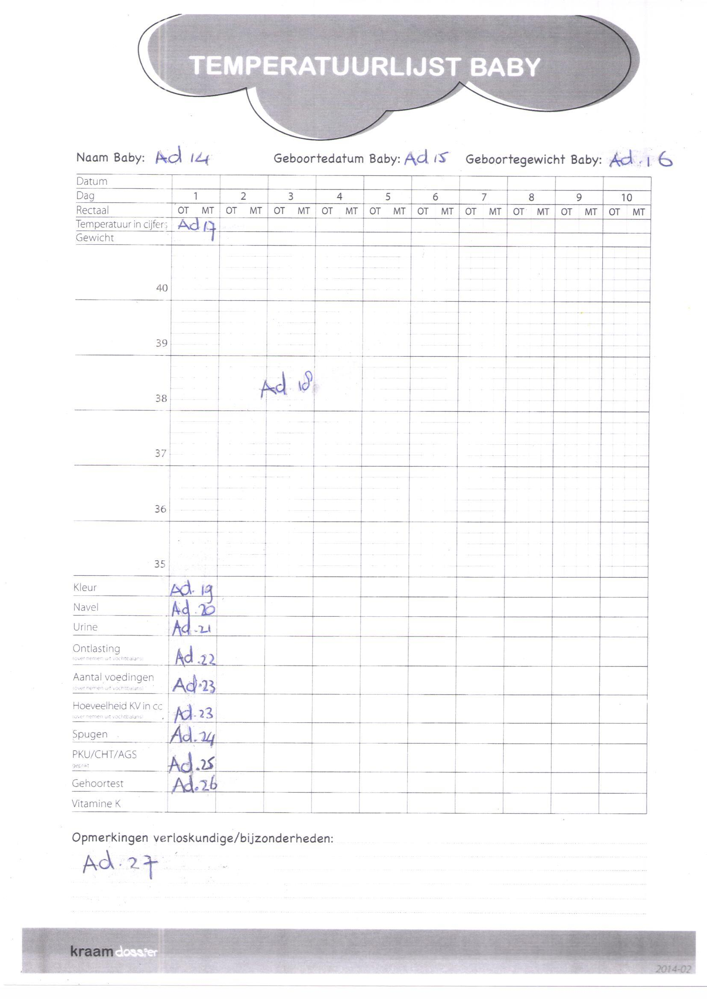 TEMPERATUURLIJST BABY
Naam Baby: Ad 14 Geboortedatum Baby: Ad 15 Geboortegewicht Baby: Ad. 16
Datum
Dag 1 2 3 4 5 6 7 8 9 10
Rectaal OT MT OT MT OT MT OT MT OT MT OT MT OT MT OT MT OT MT OT MT
Temperatuur in cijfers Ad 17
Gewicht
40
39
Ad 18
38
37
36
35
Kleur Ad. 19
Navel Ad. 20
Urine Ad. 21
Ontlasting Ad. 22
(over nemen uit vochtbalans)
Aantal voedingen Ad. 23
(over nemen uit vochtbalans)
Hoeveelheid KV in cc Ad. 23
(over nemen uit vochtbalans)
Spugen Ad. 24
PKU/CHT/AGS Ad. 25
geprikt
Gehoortest Ad. 26
Vitamine K
Opmerkingen verloskundige/bijzonderheden:
Ad. 27
kraamdossier
2014-02